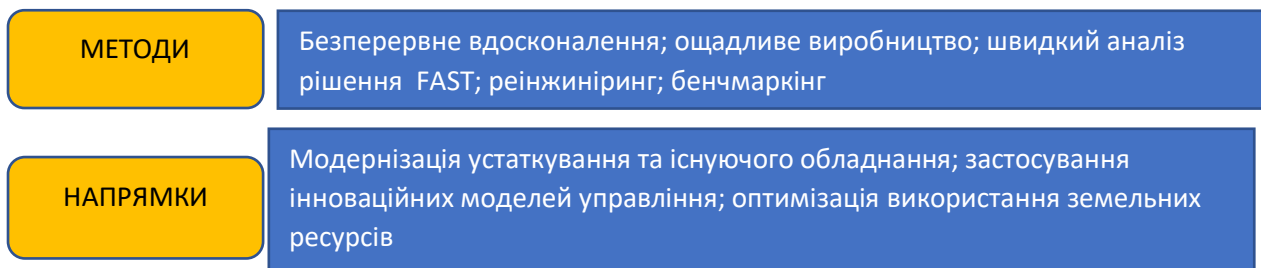 МЕТОДИ
Безперервне вдосконалення; ощадливе виробництво; швидкий аналіз
рішення FAST; реінжиніринг; бенчмаркінг
НАПРЯМКИ
Модернізація устаткування та існуючого обладнання; застосування
інноваційних моделей управління; оптимізація використання земельних
ресурсів